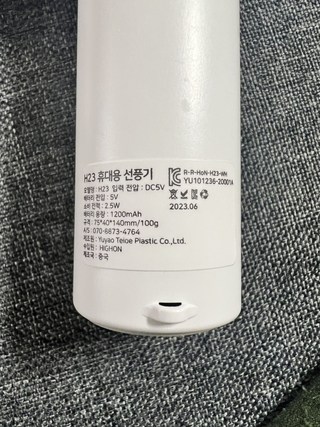 H23 휴대용 선풍기
모델명 : H23 입력 전압 : DC5V
배터리 전압 : 5V
소비 전력 : 2.5W
배터리 용량 : 1200mAh
규격 : 75*40*140mm/100g
A/S : 070-8873-4764
제조원 : Yuyao Teloe Plastic Co.,Ltd.
수입원 : HIGHON
제조국 : 중국
R-R-HoN-H23-WH
YU101236-20001A
2023.06